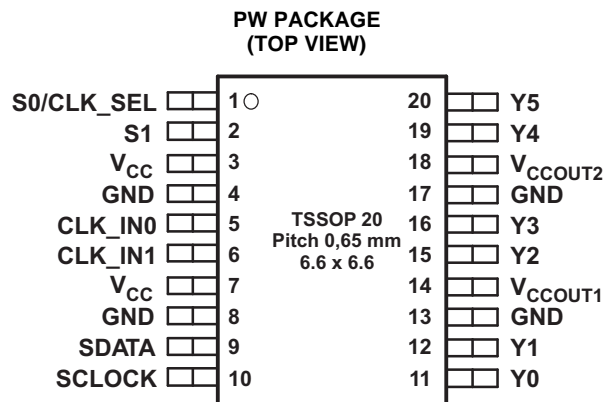 PW PACKAGE
(TOP VIEW)
S0/CLK_SEL 1 20 Y5
S1 2 19 Y4
VCC 3 18 VCCOUT2
GND 4 17 GND
CLK_IN0 5 16 Y3
CLK_IN1 6 15 Y2
VCC 7 14 VCCOUT1
GND 8 13 GND
SDATA 9 12 Y1
SCLOCK 10 11 Y0
TSSOP 20
Pitch 0,65 mm
6.6 x 6.6